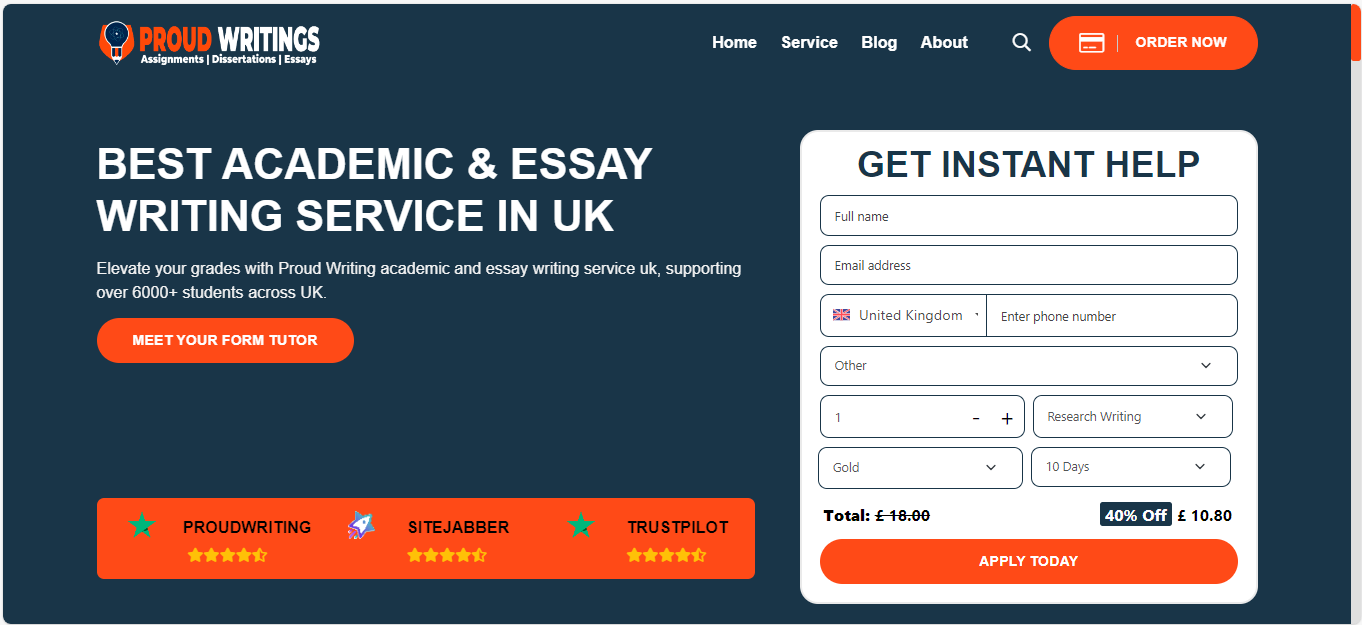 PROUD WRITINGS
Assignments | Dissertations | Essays
Home Service Blog About
ORDER NOW
BEST ACADEMIC & ESSAY
WRITING SERVICE IN UK
Elevate your grades with Proud Writing academic and essay writing service uk, supporting
over 6000+ students across UK.
MEET YOUR FORM TUTOR
PROUDWRITING
SITEJABBER
TRUSTPILOT
GET INSTANT HELP
Full name
Email address
United Kingdom
Enter phone number
Other
1 - +
Research Writing
Gold
10 Days
Total: £ 18.00
40% Off £ 10.80
APPLY TODAY